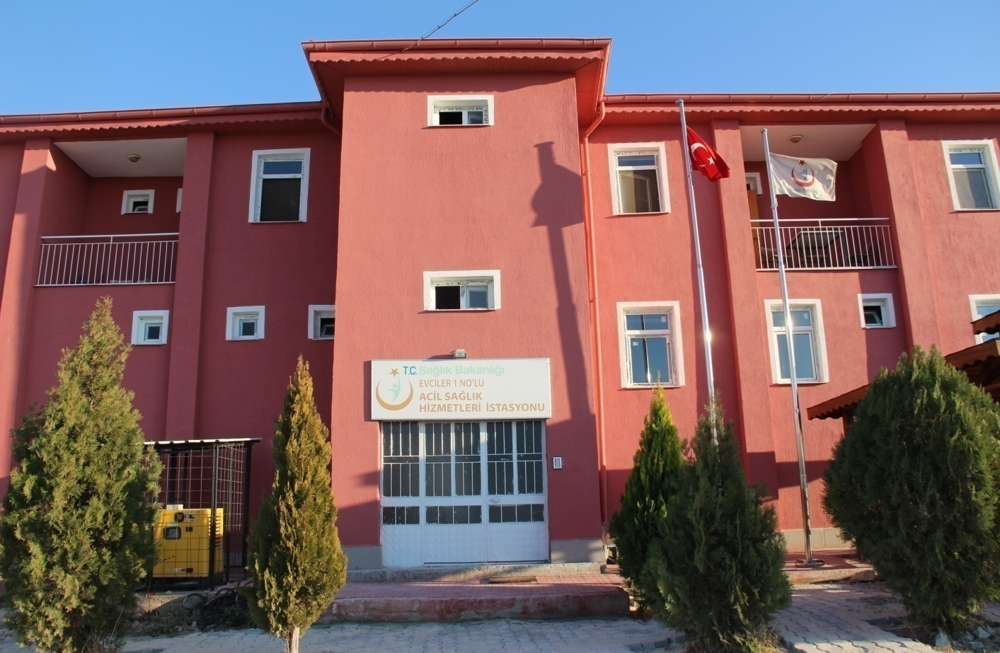 T.C. Sağlık Bakanlığı
EVCİLER 1 NO'LU
ACİL SAĞLIK
HİZMETLERİ İSTASYONU